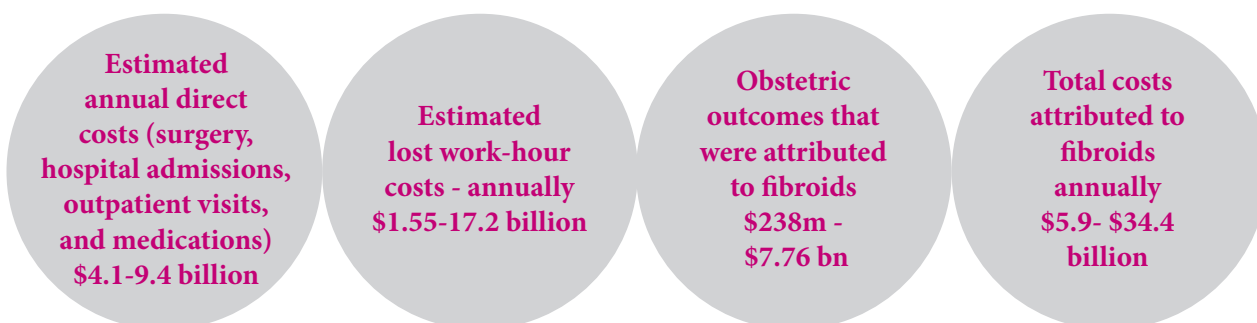 Estimated
annual direct
costs (surgery,
hospital admissions,
outpatient visits,
and medications)
$4.1-9.4 billion
Estimated
lost work-hour
costs - annually
$1.55-17.2 billion
Obstetric
outcomes that
were attributed
to fibroids
$238m -
$7.76 bn
Total costs
attributed to
fibroids
annually
$5.9- $34.4
billion